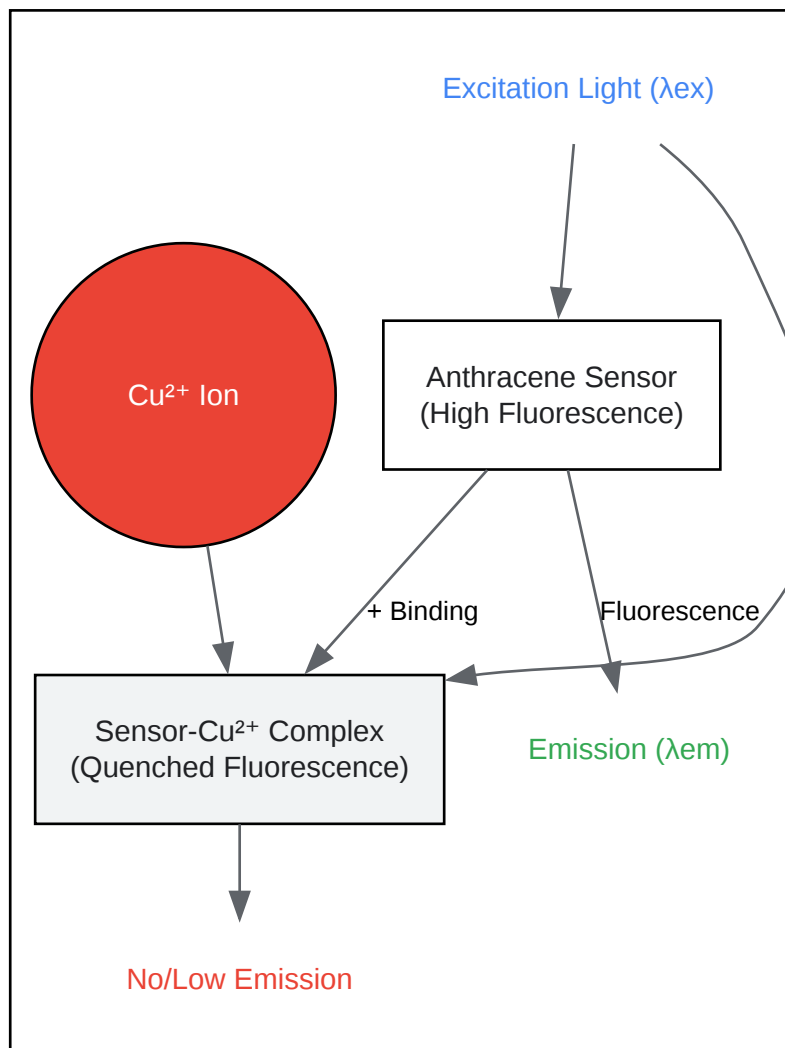 Excitation Light (λex)
Cu²⁺ Ion
Anthracene Sensor
(High Fluorescence)
+ Binding
Fluorescence
Sensor-Cu²⁺ Complex
(Quenched Fluorescence)
Emission (λem)
No/Low Emission